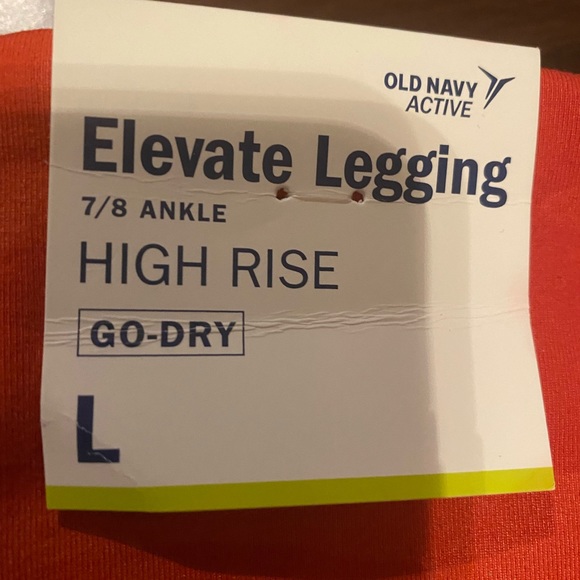 OLD NAVY
ACTIVE
Elevate Legging
7/8 ANKLE
HIGH RISE
GO-DRY
L